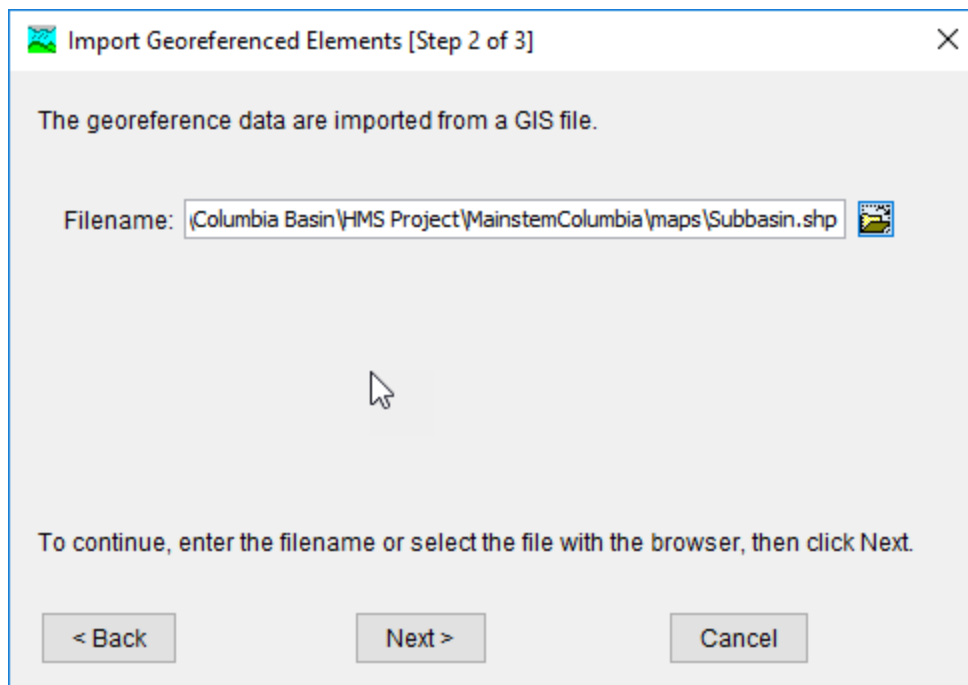 Import Georeferenced Elements [Step 2 of 3]
The georeference data are imported from a GIS file.
Filename: \Columbia Basin\HMS Project\MainstemColumbia\maps\Subbasin.shp
To continue, enter the filename or select the file with the browser, then click Next.
< Back Next > Cancel